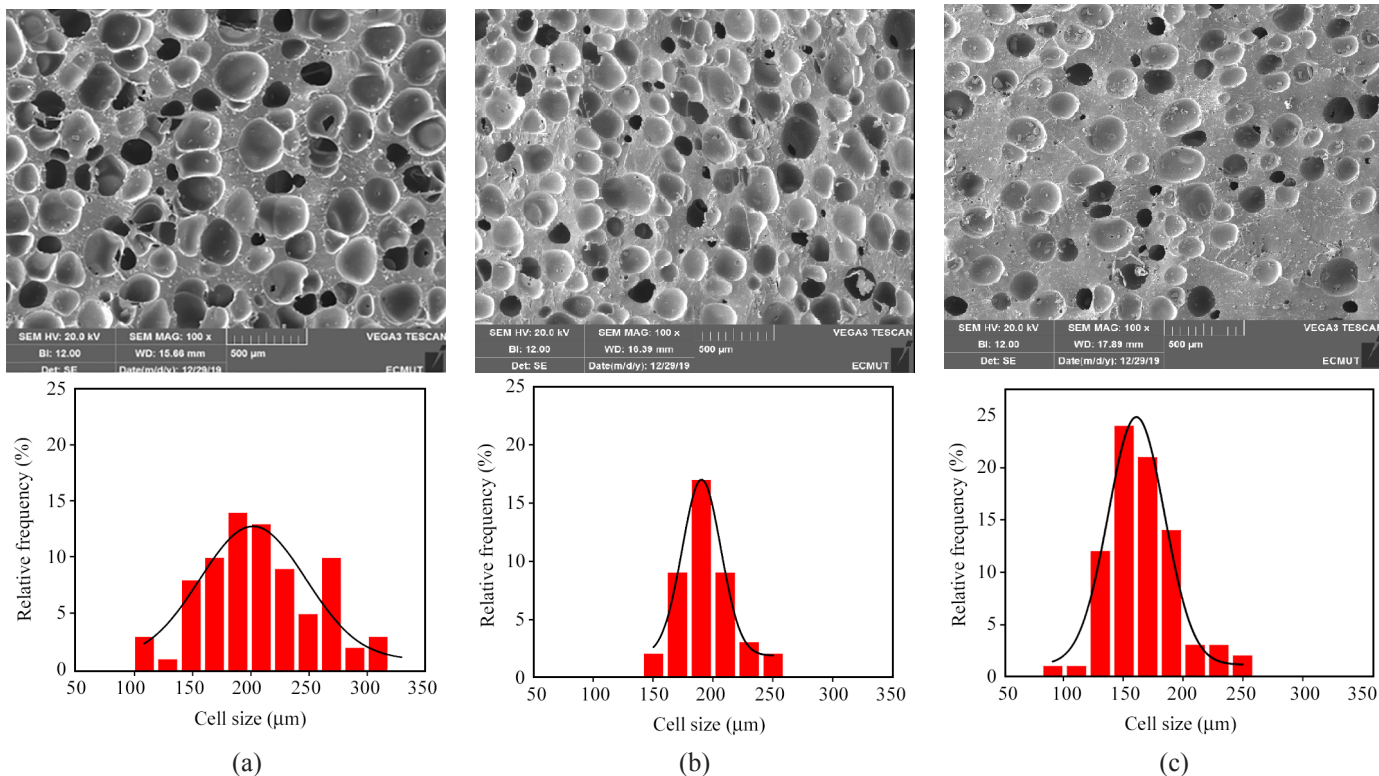 SEM HV: 20.0 kV SEM MAG: 100 x VEGA3 TESCAN
BI: 12.00 WD: 15.66 mm 500 µm
Det: SE Date(m/d/y): 12/29/19 ECMUT
SEM HV: 20.0 kV SEM MAG: 100 x VEGA3 TESCAN
BI: 12.00 WD: 16.39 mm 500 µm
Det: SE Date(m/d/y): 12/29/19 ECMUT
SEM HV: 20.0 kV SEM MAG: 100 x VEGA3 TESCAN
BI: 12.00 WD: 17.89 mm 500 µm
Det: SE Date(m/d/y): 12/29/19 ECMUT
Relative frequency (%)
25
20
15
10
5
0
50 100 150 200 250 300 350
Cell size (µm)
(a)
Relative frequency (%)
25
20
15
10
5
0
50 100 150 200 250 300 350
Cell size (µm)
(b)
Relative frequency (%)
25
20
15
10
5
0
50 100 150 200 250 300 350
Cell size (µm)
(c)